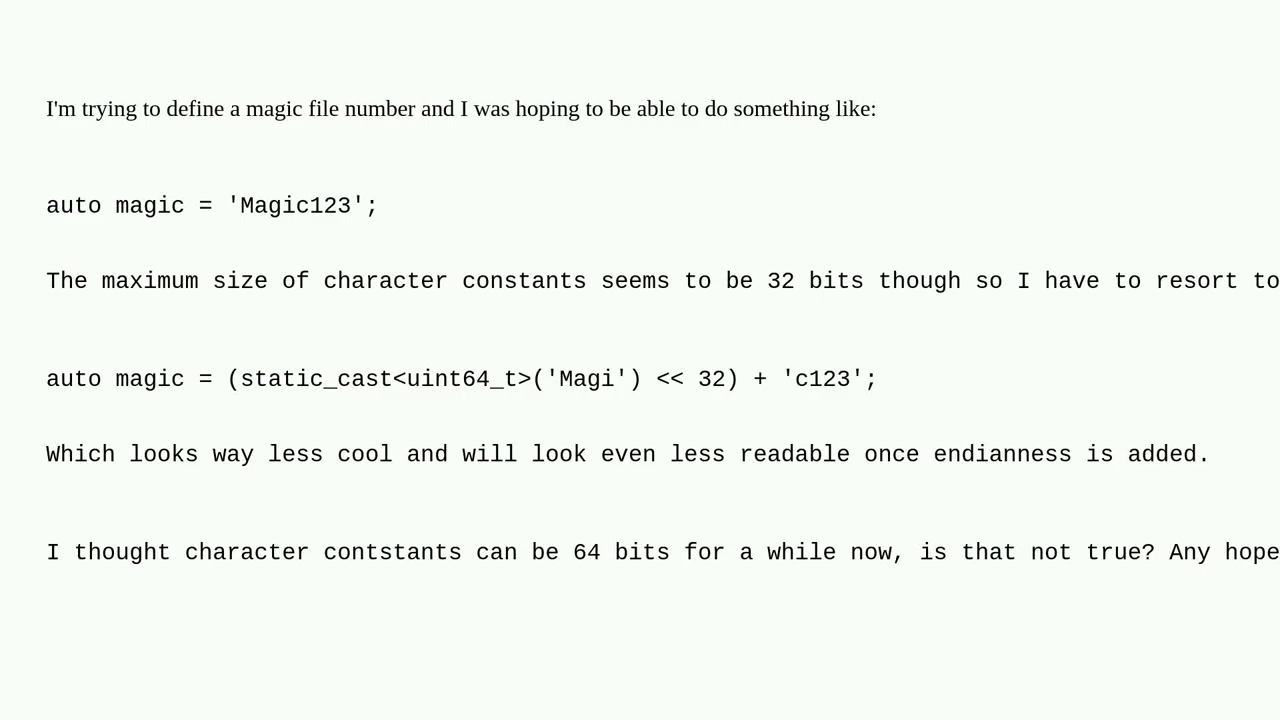 I'm trying to define a magic file number and I was hoping to be able to do something like:
auto magic = 'Magic123';
The maximum size of character constants seems to be 32 bits though so I have to resort to
auto magic = (static_cast<uint64_t>('Magi') << 32) + 'c123';
Which looks way less cool and will look even less readable once endianness is added.
I thought character contstants can be 64 bits for a while now, is that not true? Any hope